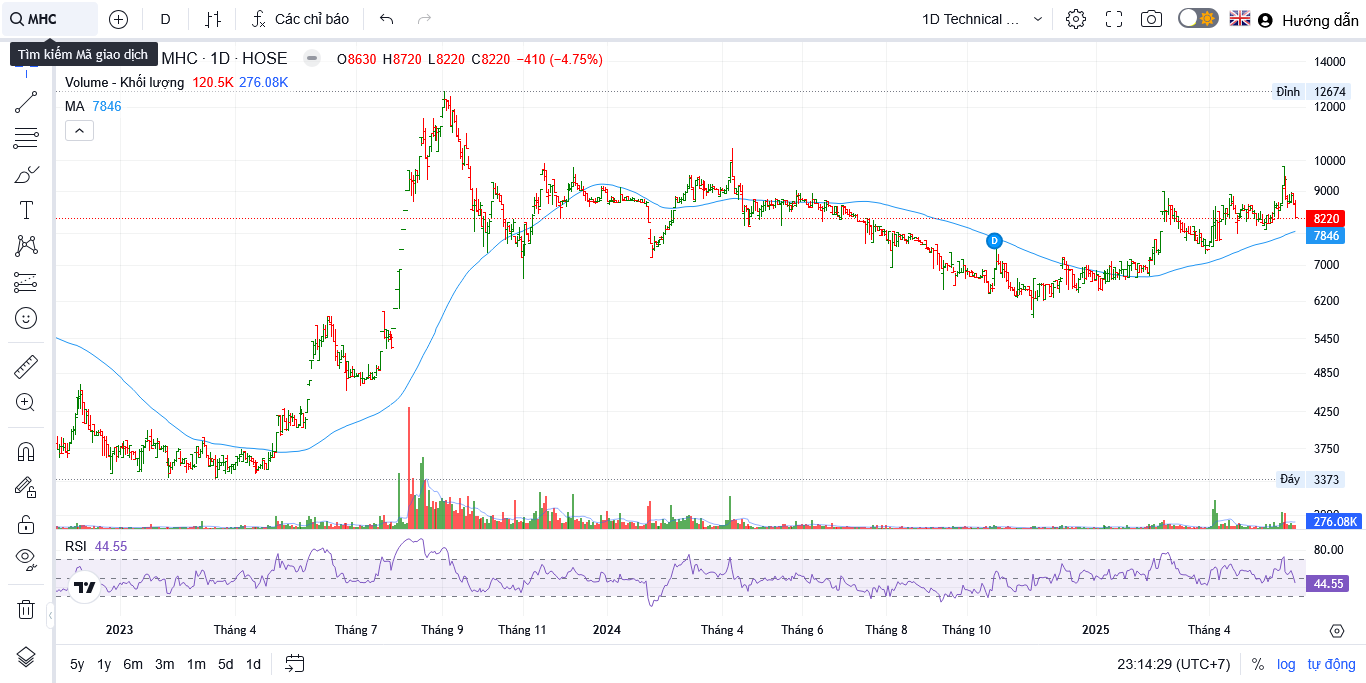 MHC D Các chỉ báo 1D Technical ... Hướng dẫn
Tìm kiếm Mã giao dịch
MHC · 1D · HOSE O8630 H8720 L8220 C8220 −410 (−4.75%)
Volume - Khối lượng 120.5K 276.08K
MA 7846
14000
Đỉnh 12674
12000
10000
9000
8220
7846
D
7000
6200
5450
4850
4250
3750
Đáy 3373
276.08K
RSI 44.55
80.00
44.55
2023 Tháng 4 Tháng 7 Tháng 9 Tháng 11 2024 Tháng 4 Tháng 6 Tháng 8 Tháng 10 2025 Tháng 4
5y 1y 6m 3m 1m 5d 1d 23:14:29 (UTC+7) % log tự động